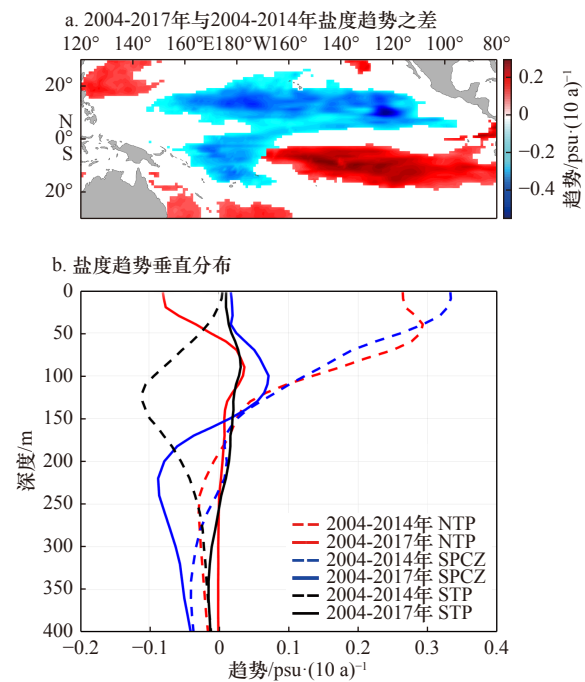 a. 2004-2017年与2004-2014年盐度趋势之差
120° 140° 160°E180°W160° 140° 120° 100° 80°
20°
N
0°
S
20°
0.2
0
−0.2
−0.4
趋势/psu·(10 a)⁻¹
b. 盐度趋势垂直分布
0
50
100
150
200
250
300
350
400
深度/m
2004-2014年 NTP
2004-2017年 NTP
2004-2014年 SPCZ
2004-2017年 SPCZ
2004-2014年 STP
2004-2017年 STP
−0.2 −0.1 0 0.1 0.2 0.3 0.4
趋势/psu·(10 a)⁻¹